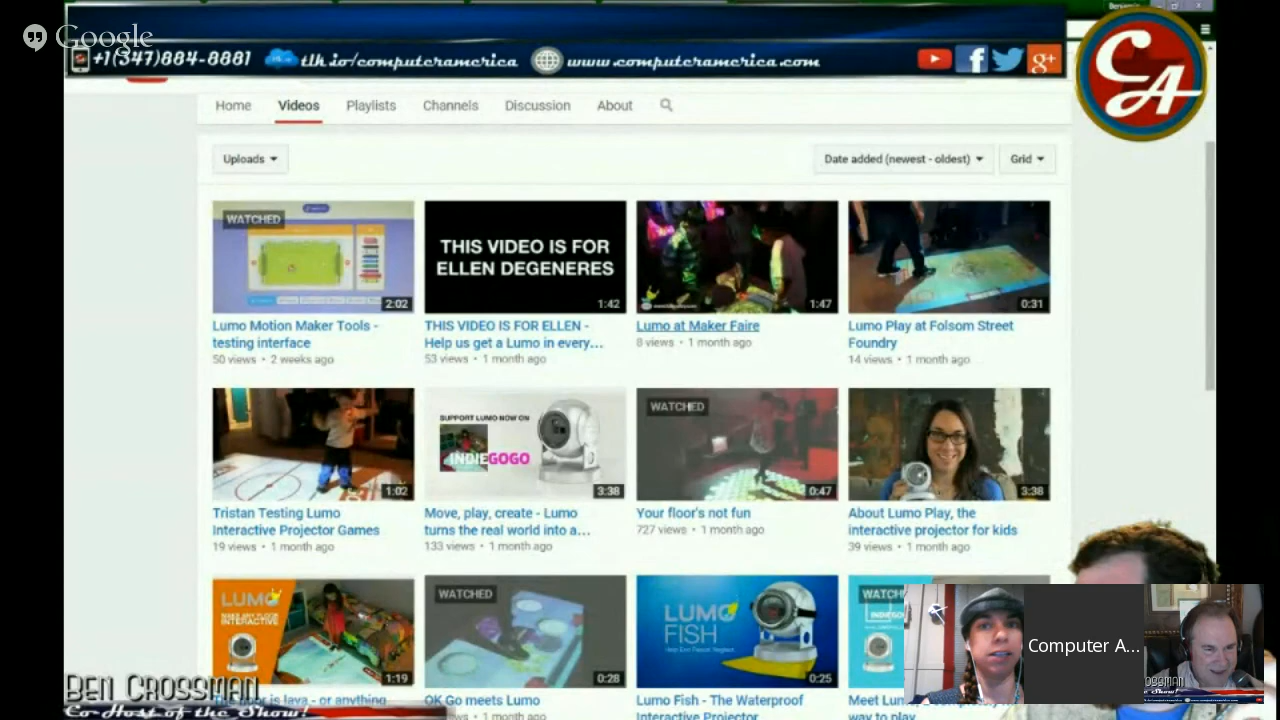 Google
+1(347)884-8881 tlk.io/computeramerica www.computeramerica.com
CA
Home Videos Playlists Channels Discussion About
Uploads Date added (newest - oldest) Grid
WATCHED
2:02
THIS VIDEO IS FOR
ELLEN DEGENERES
1:42
1:47
0:31
Lumo Motion Maker Tools -
testing interface
50 views • 2 weeks ago
THIS VIDEO IS FOR ELLEN -
Help us get a Lumo in every...
53 views • 1 month ago
Lumo at Maker Faire
8 views • 1 month ago
Lumo Play at Folsom Street
Foundry
14 views • 1 month ago
1:02
SUPPORT LUMO NOW ON
INDIEGOGO
3:38
WATCHED
0:47
3:38
Tristan Testing Lumo
Interactive Projector Games
19 views • 1 month ago
Move, play, create - Lumo
turns the real world into a...
133 views • 1 month ago
Your floor's not fun
727 views • 1 month ago
About Lumo Play, the
interactive projector for kids
39 views • 1 month ago
LUMO
1:19
WATCHED
0:28
LUMO
FISH
0:25
OK Go meets Lumo
Lumo Fish - The Waterproof
Interactive Projector
way to play
Computer A...
Ben Crossman
Co-Host of the Show!